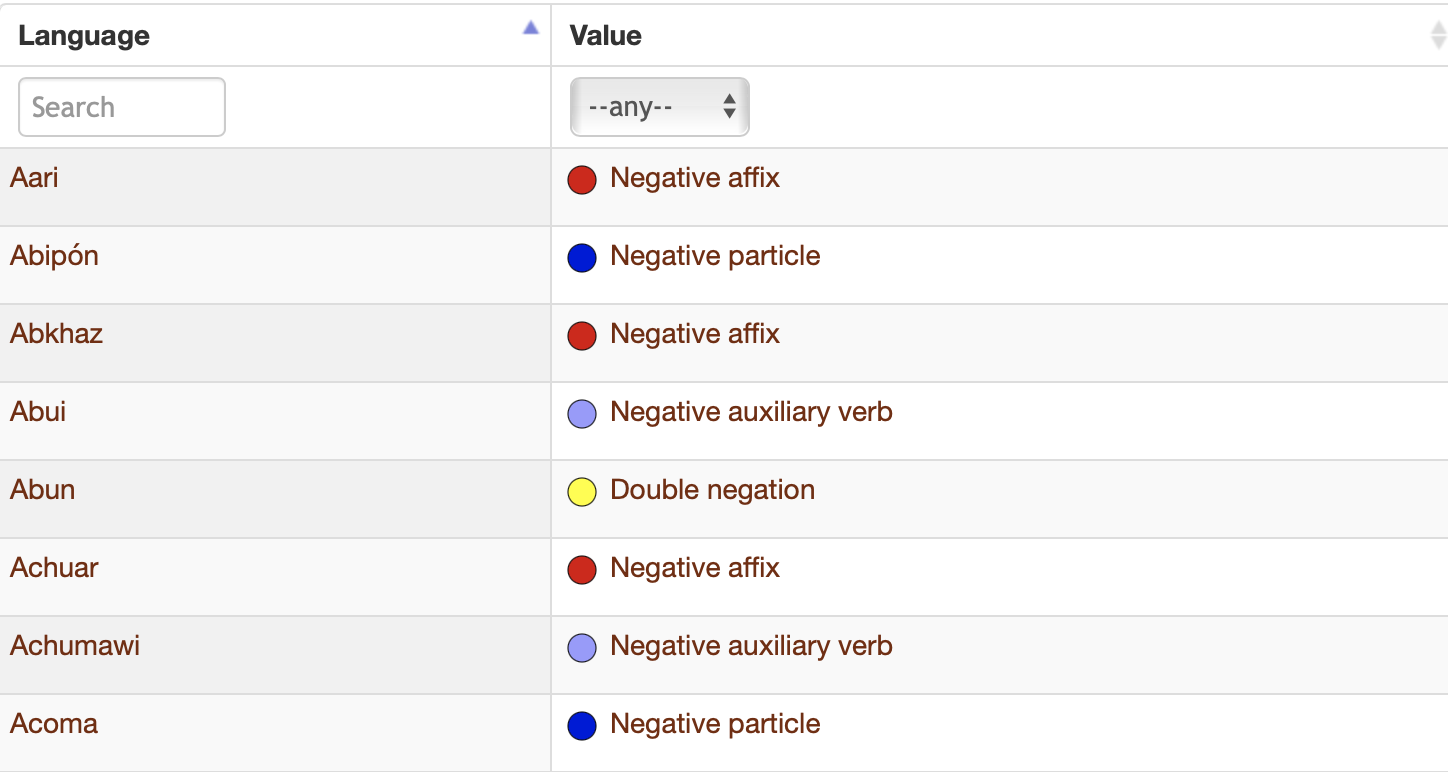 Language Value
Search --any--
Aari Negative affix
Abipón Negative particle
Abkhaz Negative affix
Abui Negative auxiliary verb
Abun Double negation
Achuar Negative affix
Achumawi Negative auxiliary verb
Acoma Negative particle